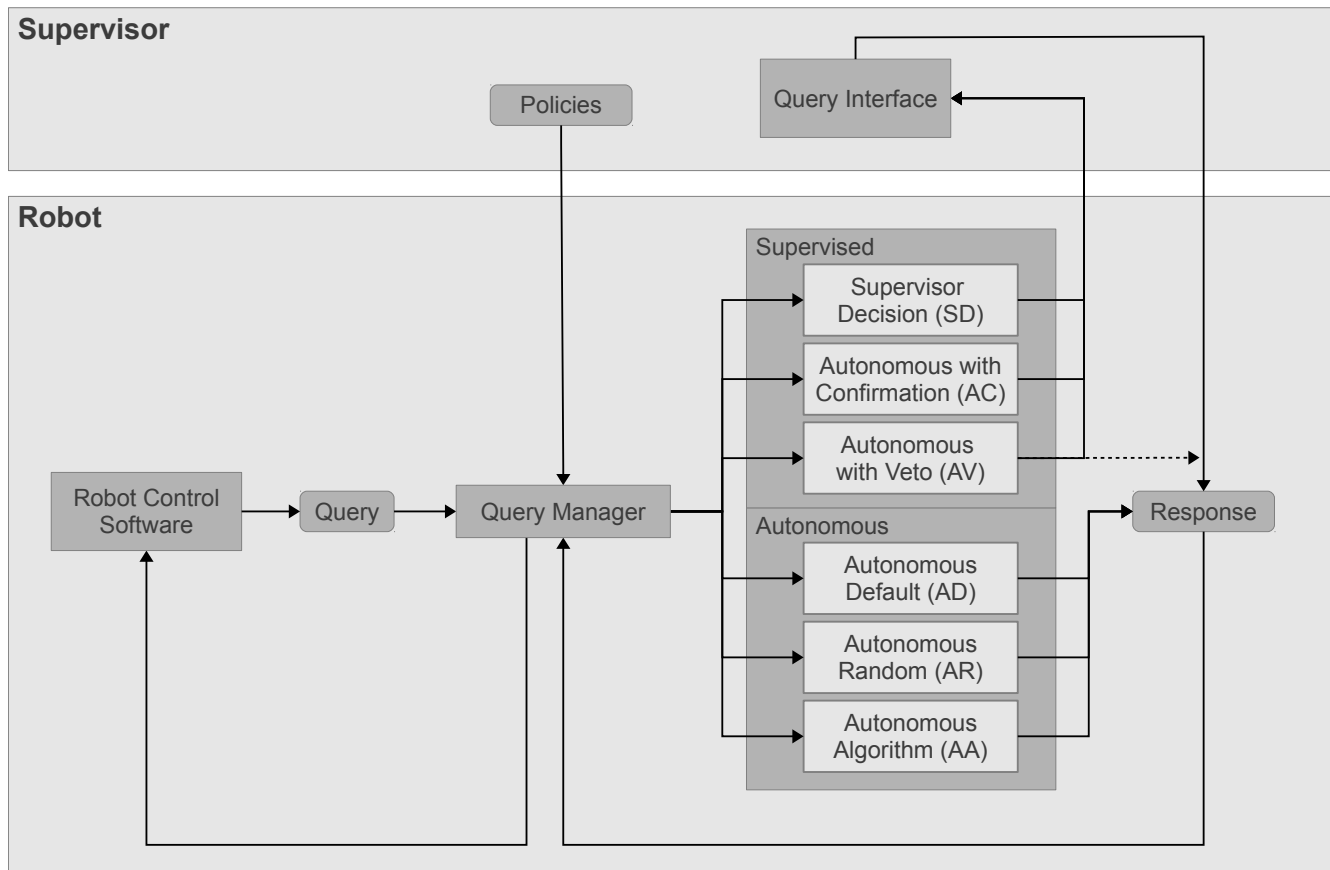 Supervisor
Policies
Query Interface
Robot
Supervised
Supervisor
Decision (SD)
Autonomous with
Confirmation (AC)
Autonomous
with Veto (AV)
Robot Control
Software
Query
Query Manager
Response
Autonomous
Autonomous
Default (AD)
Autonomous
Random (AR)
Autonomous
Algorithm (AA)